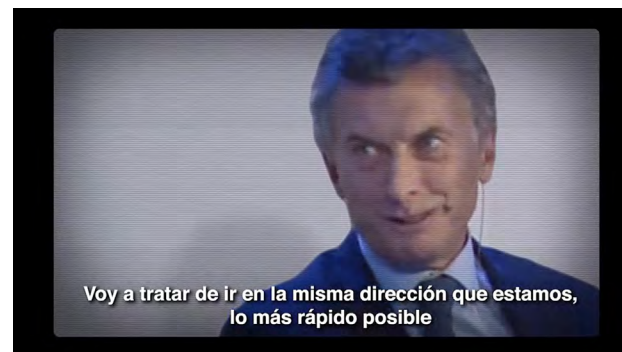 Voy a tratar de ir en la misma dirección que estamos,
lo más rápido posible